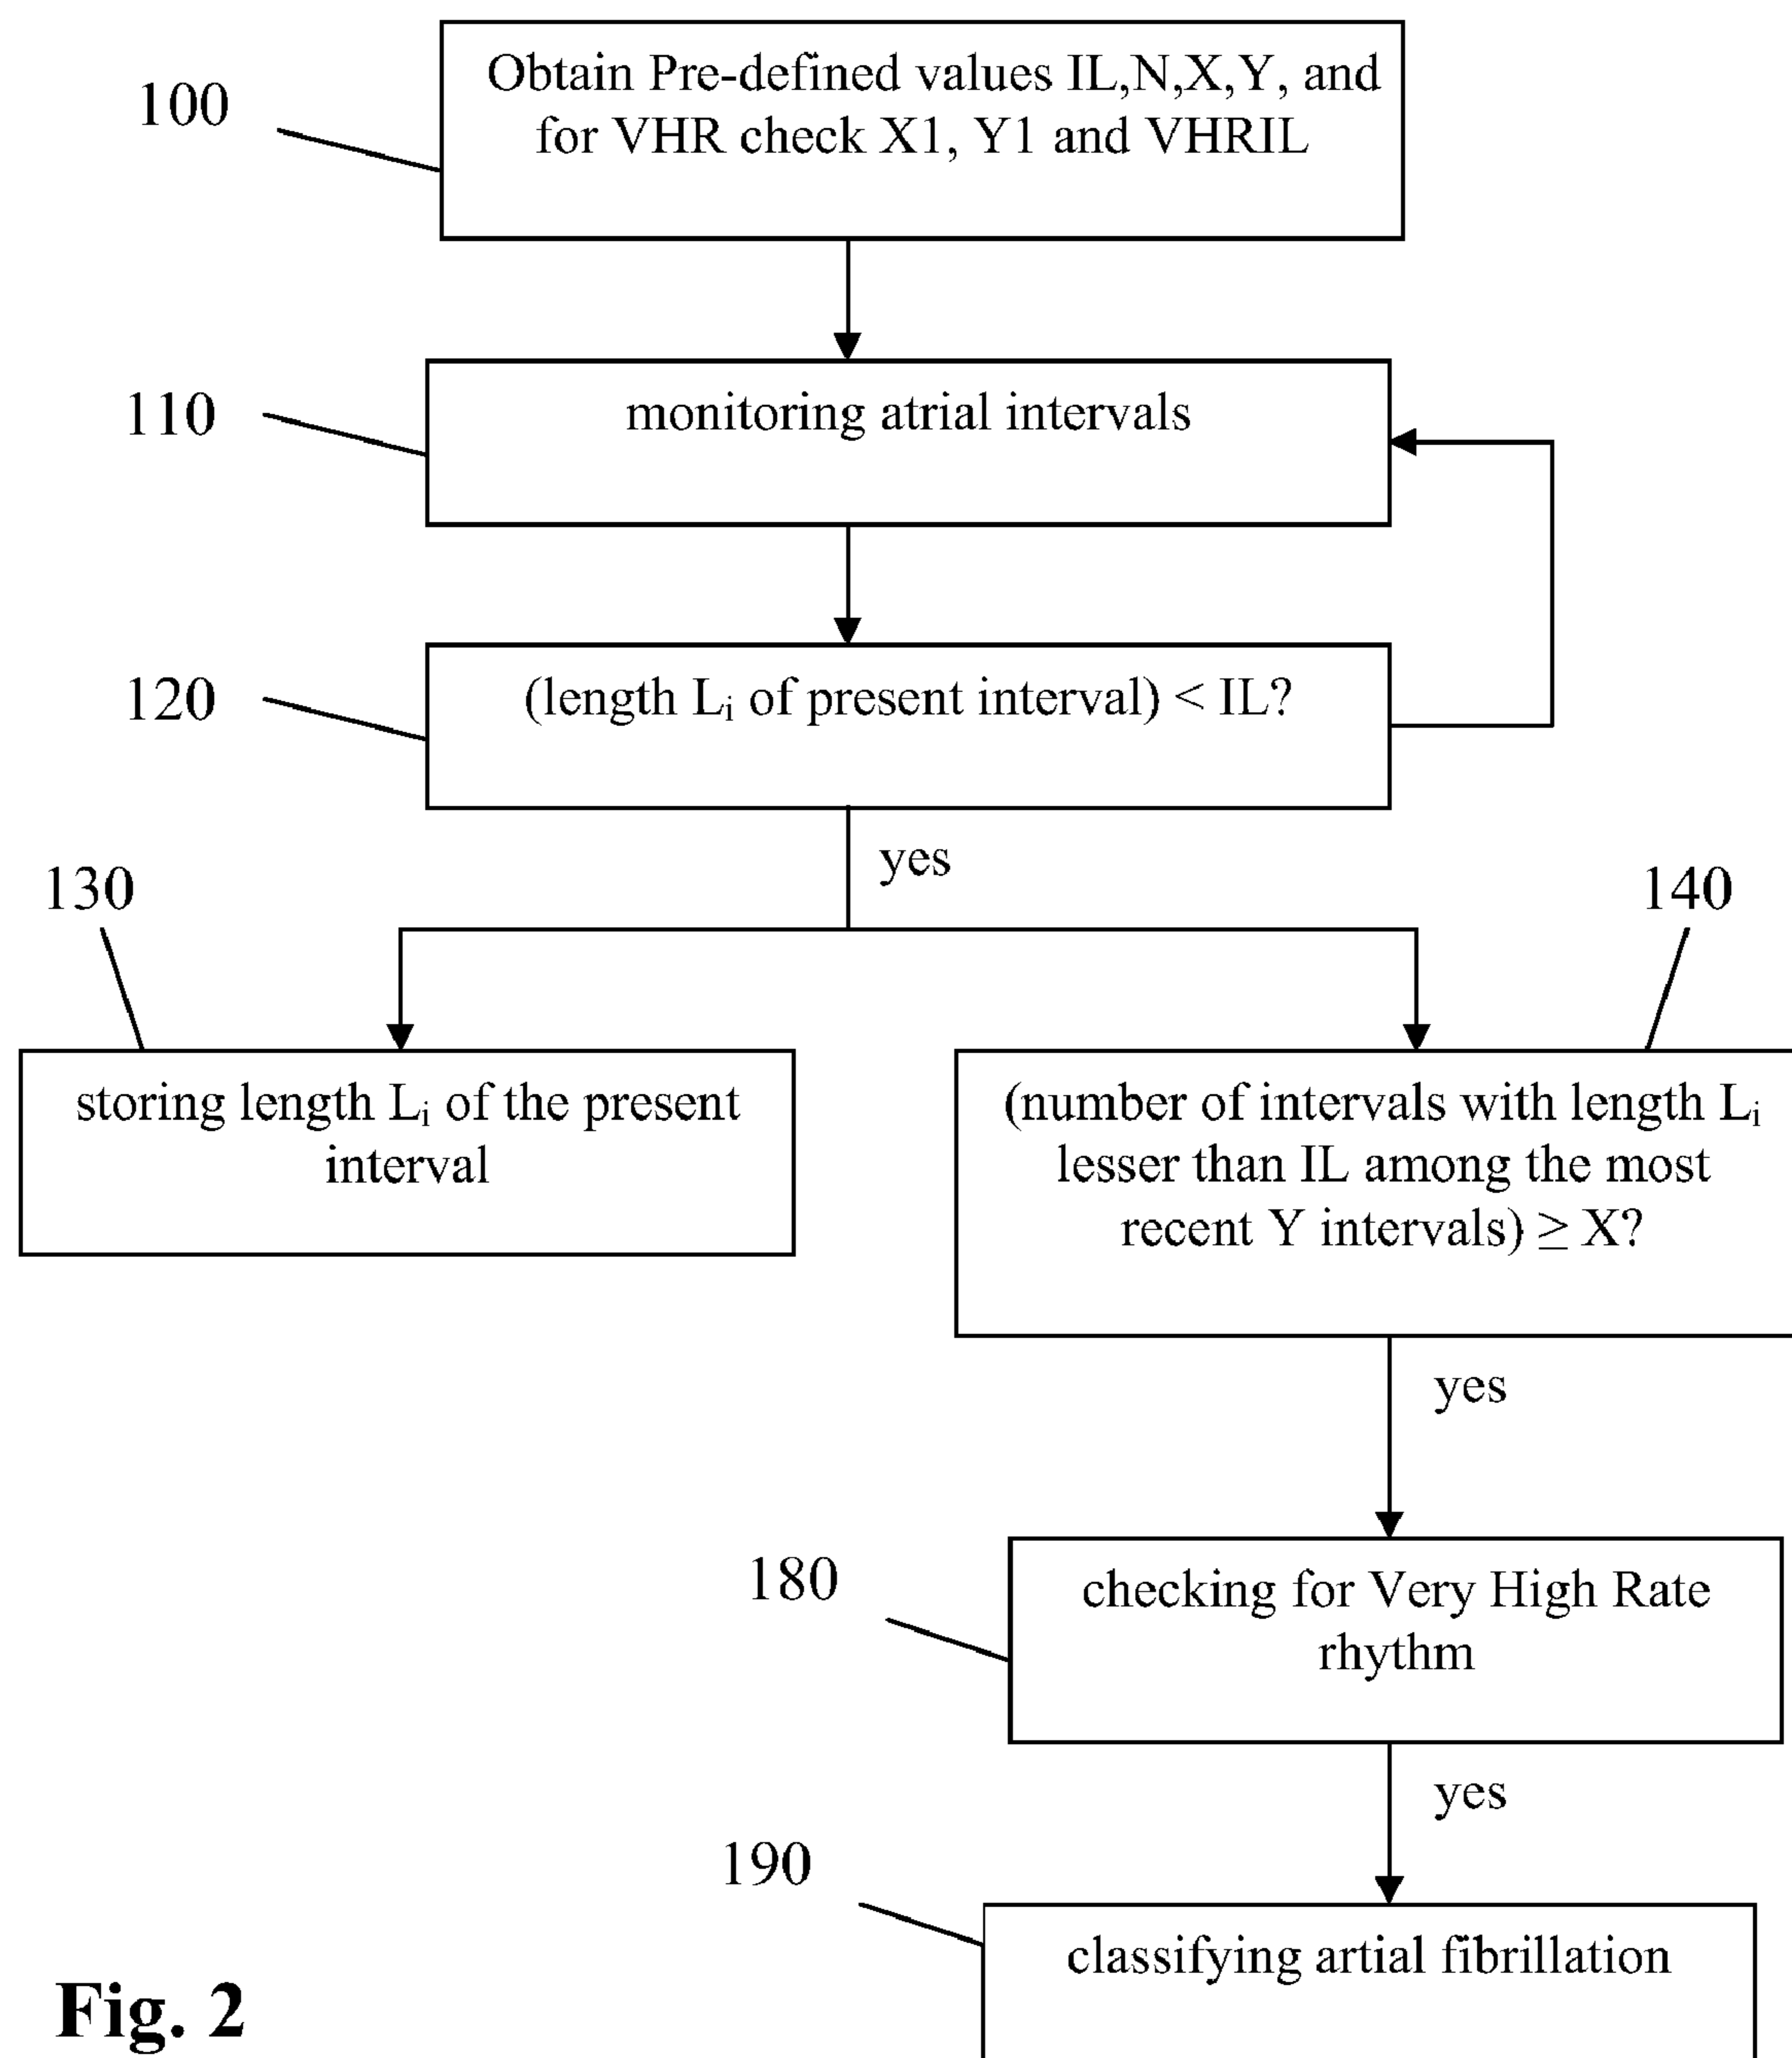 100
Obtain Pre-defined values IL,N,X,Y, and
for VHR check X1, Y1 and VHRIL
110
monitoring atrial intervals
120
(length Li of present interval) < IL?
yes
130
140
storing length Li of the present
interval
(number of intervals with length Li
lesser than IL among the most
recent Y intervals) ≥ X?
yes
180
checking for Very High Rate
rhythm
yes
190
classifying artial fibrillation
Fig. 2